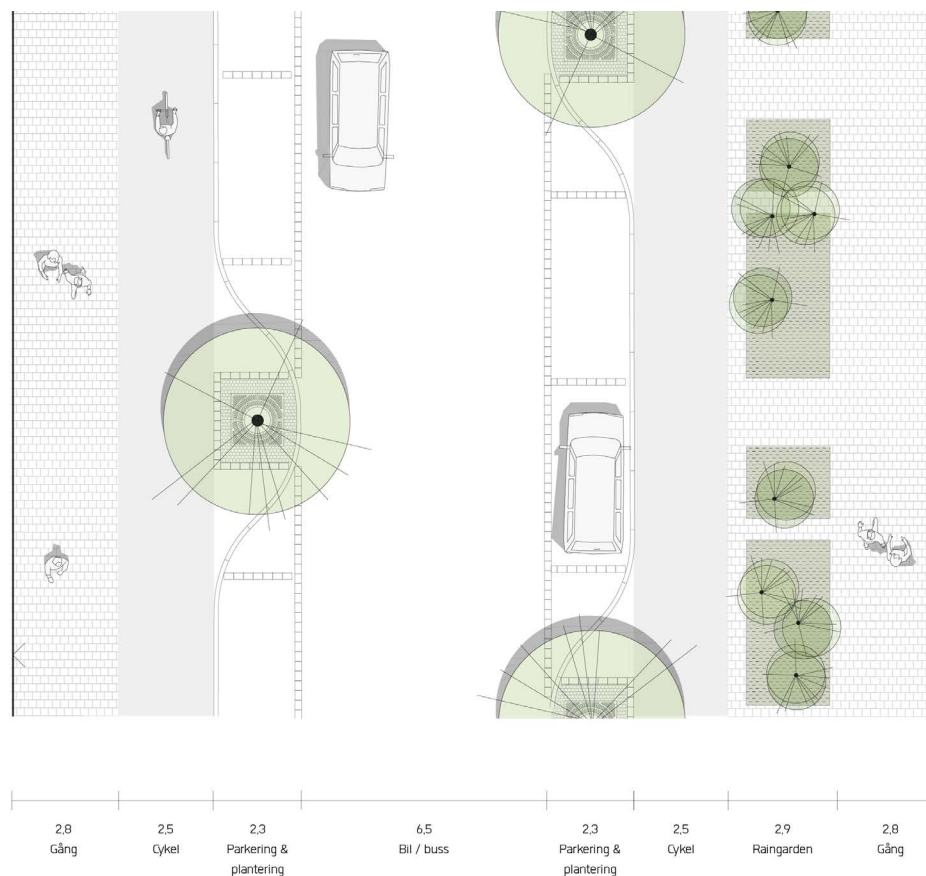 2,8 2,5 2,3 6,5 2,3 2,5 2,9 2,8
Gång Cykel Parkering & Bil / buss Parkering & Cykel Raingarden Gång
plantering plantering